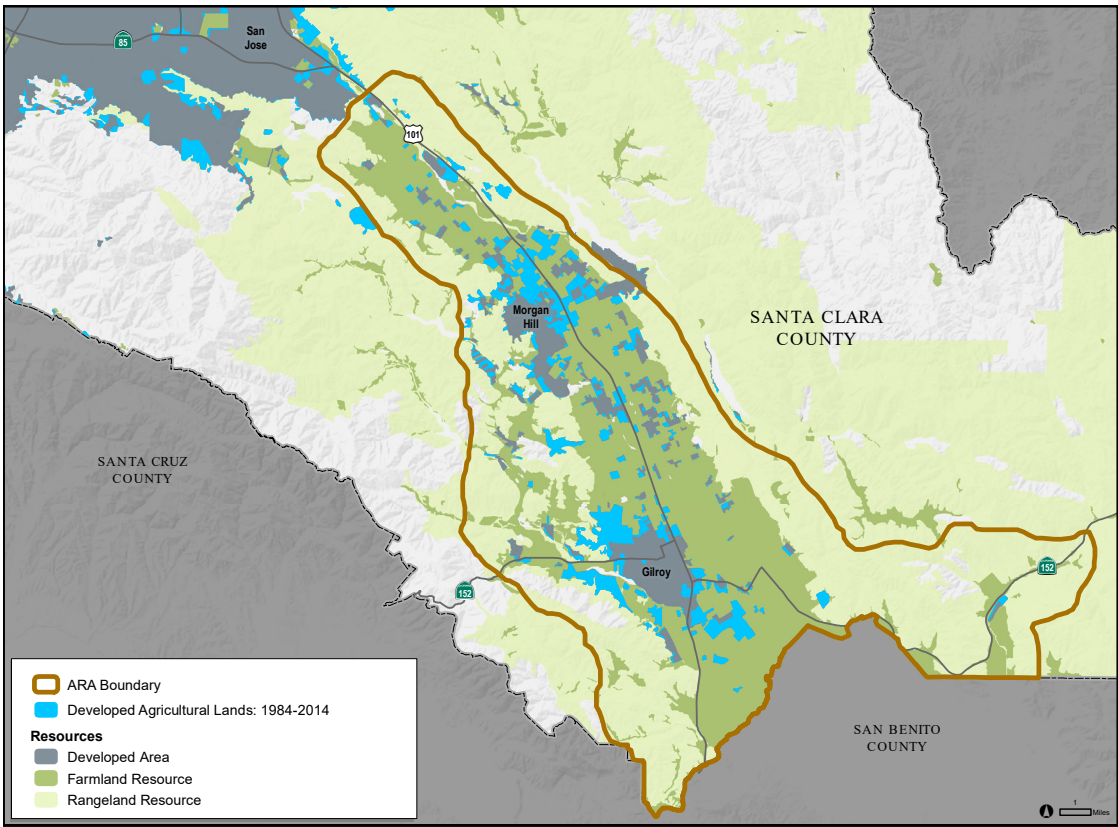 San
Jose
85
101
Morgan
Hill
SANTA CLARA
COUNTY
SANTA CRUZ
COUNTY
Gilroy
152
152
SAN BENITO
COUNTY
ARA Boundary
Developed Agricultural Lands: 1984-2014
Resources
Developed Area
Farmland Resource
Rangeland Resource
1
Miles